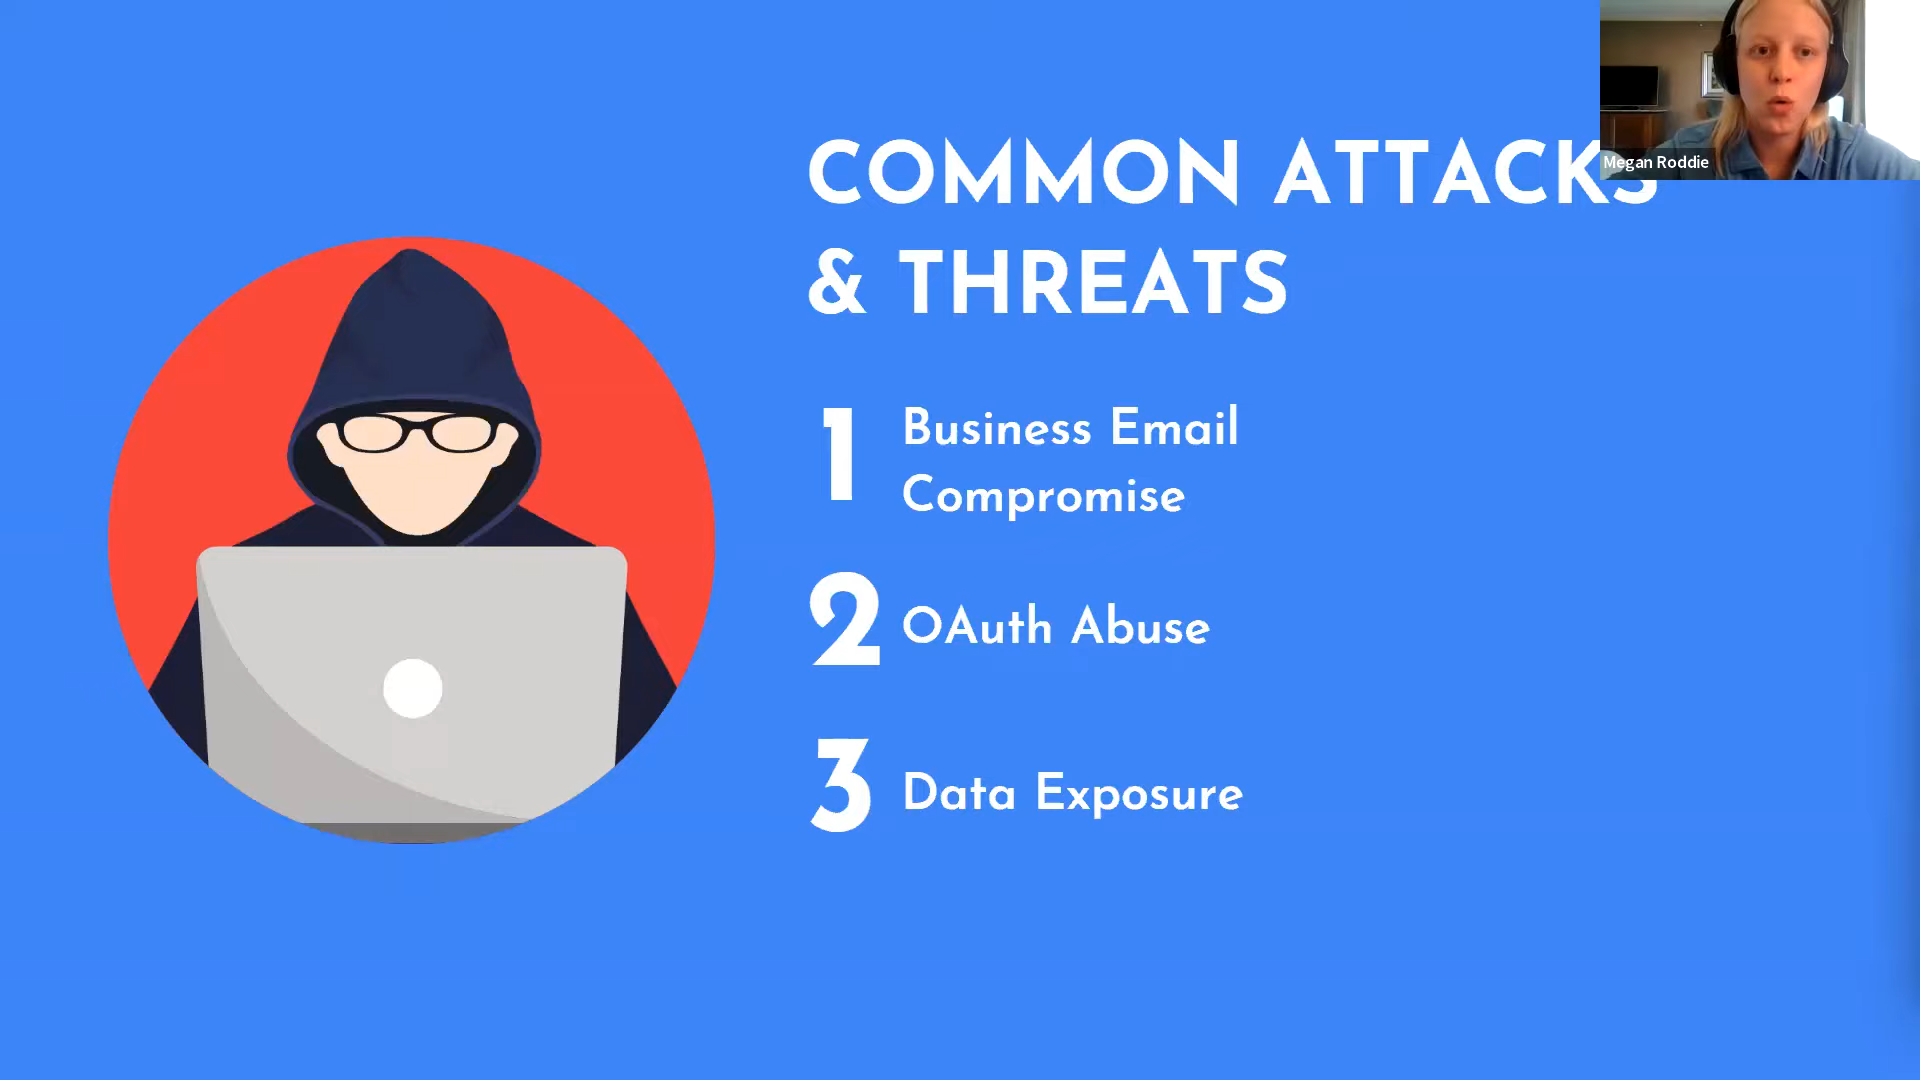 COMMON ATTACKS
& THREATS
1 Business Email
Compromise
2 OAuth Abuse
3 Data Exposure
Megan Roddie